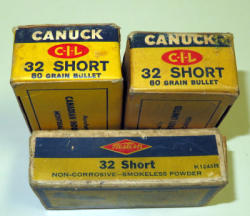 CANUCK
C-I-L
32 SHORT
80 GRAIN BULLET
CANUCK
C-I-L
32 SHORT
80 GRAIN BULLET
32 Short
NON-CORROSIVE—SMOKELESS POWDER